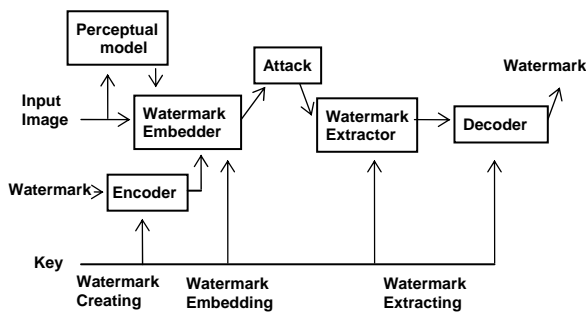 Perceptual
model
Attack
Watermark
Input
Image
Watermark
Embedder
Watermark
Extractor
Decoder
Watermark
Encoder
Key
Watermark
Creating
Watermark
Embedding
Watermark
Extracting